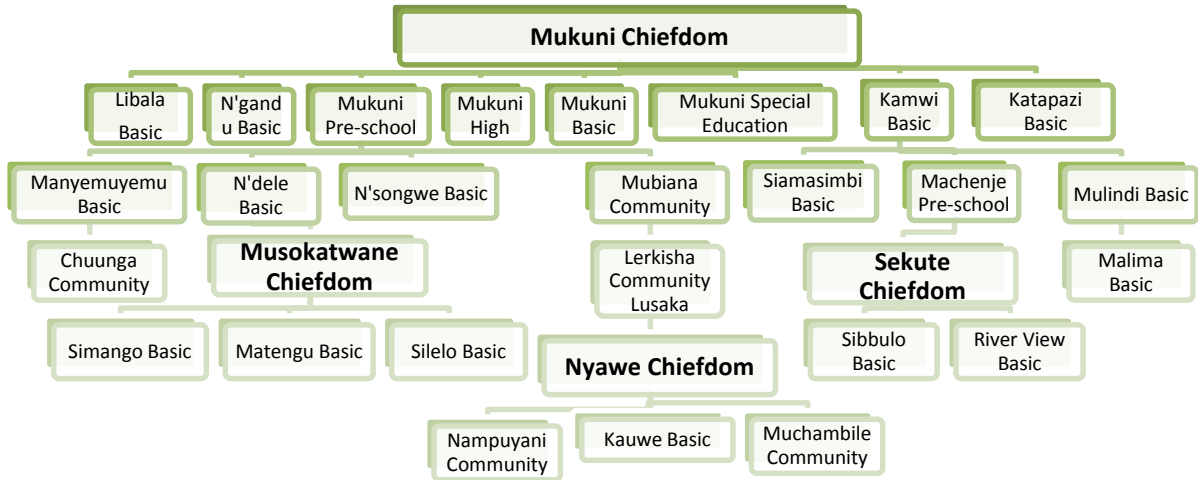 Mukuni Chiefdom
Libala
Basic
N'gand
u Basic
Mukuni
Pre-school
Mukuni
High
Mukuni
Basic
Mukuni Special
Education
Kamwi
Basic
Katapazi
Basic
Manyemuyemu
Basic
N'dele
Basic
N'songwe Basic
Mubiana
Community
Siamasimbi
Basic
Machenje
Pre-school
Mulindi Basic
Chuunga
Community
Musokatwane
Chiefdom
Lerkisha
Community
Lusaka
Sekute
Chiefdom
Malima
Basic
Simango Basic
Matengu Basic
Silelo Basic
Sibbulo
Basic
River View
Basic
Nyawe Chiefdom
Nampuyani
Community
Kauwe Basic
Muchambile
Community